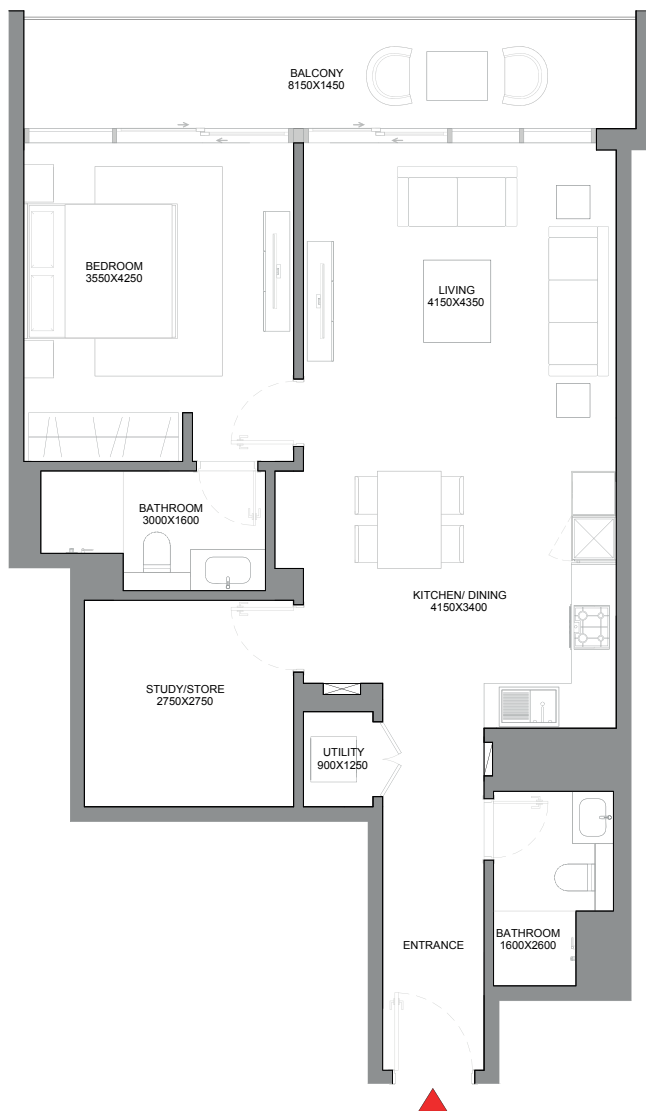 BALCONY
8150X1450
BEDROOM
3550X4250
LIVING
4150X4350
BATHROOM
3000X1600
KITCHEN/ DINING
4150X3400
STUDY/STORE
2750X2750
UTILITY
900X1250
BATHROOM
1600X2600
ENTRANCE